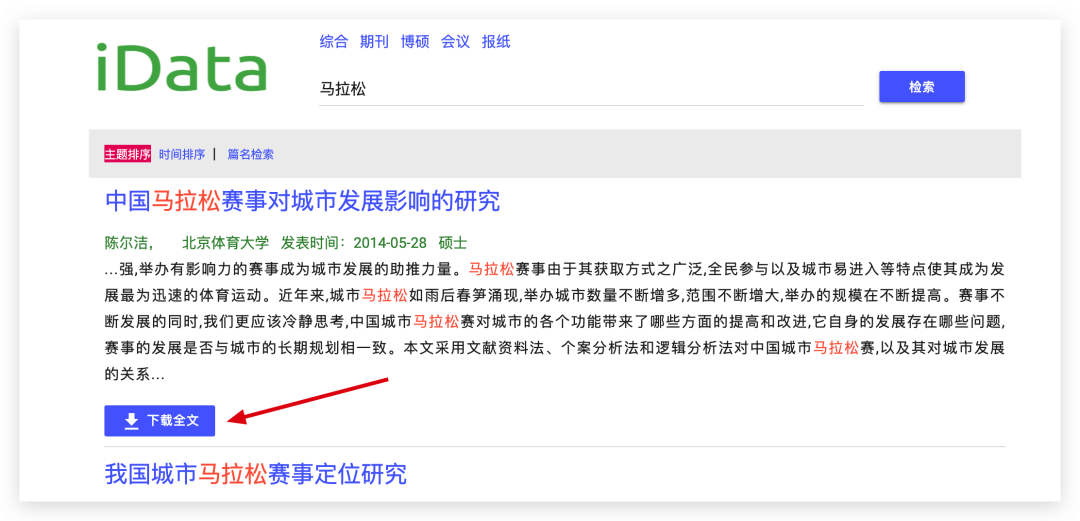 iData
综合 期刊 博硕 会议 报纸
马拉松
检索
主题排序 时间排序 | 篇名检索
中国马拉松赛事对城市发展影响的研究
陈尔洁, 北京体育大学 发表时间：2014-05-28 硕士
...强,举办有影响力的赛事成为城市发展的助推力量。马拉松赛事由于其获取方式之广泛,全民参与以及城市易进入等特点使其成为发
展最为迅速的体育运动。近年来,城市马拉松如雨后春笋涌现,举办城市数量不断增多,范围不断增大,举办的规模在不断提高。赛事不
断发展的同时,我们更应该冷静思考,中国城市马拉松赛对城市的各个功能带来了哪些方面的提高和改进,它自身的发展存在哪些问题,
赛事的发展是否与城市的长期规划相一致。本文采用文献资料法、个案分析法和逻辑分析法对中国城市马拉松赛,以及其对城市发展
的关系...
下载全文
我国城市马拉松赛事定位研究